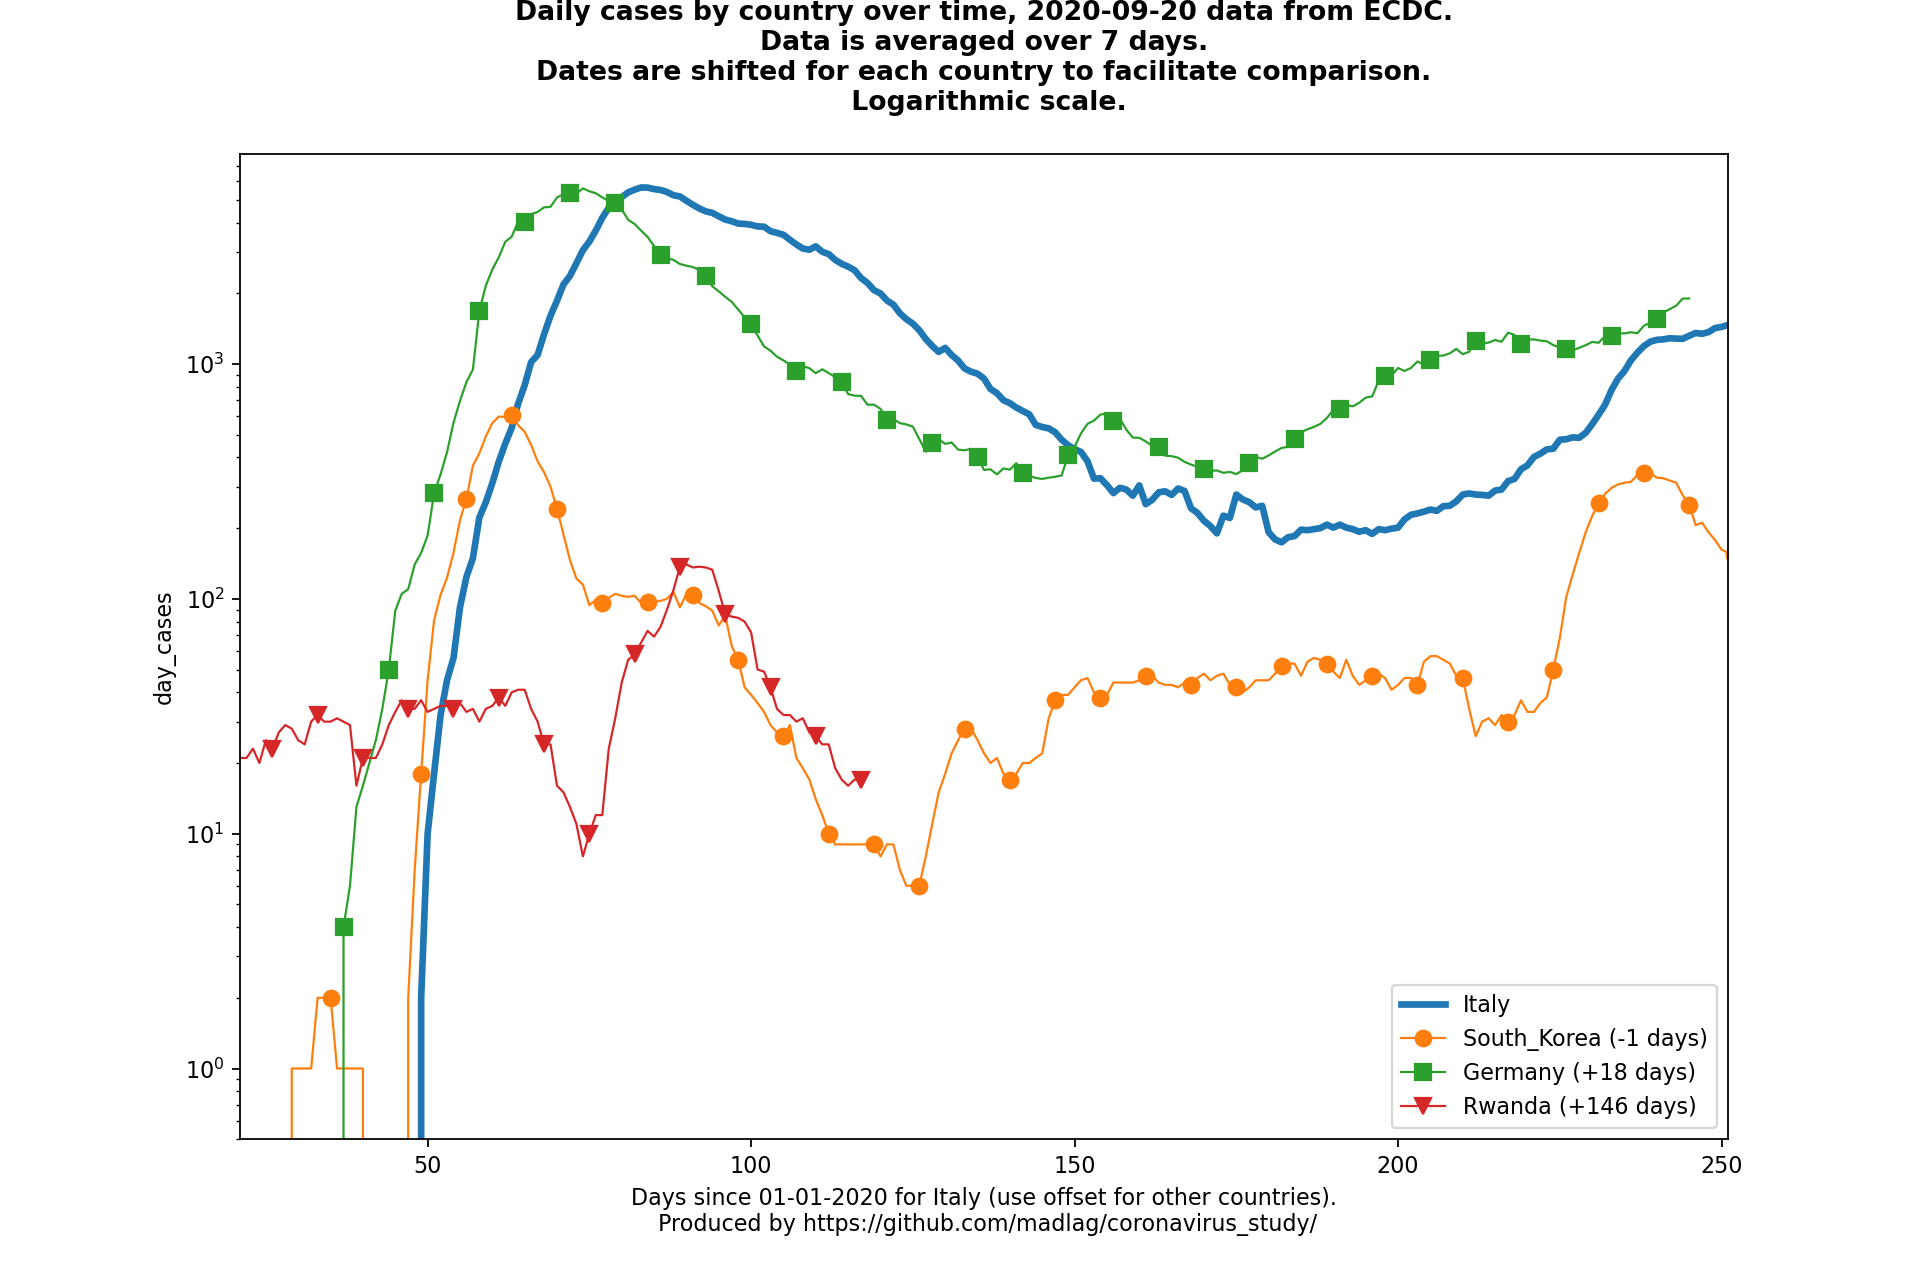 Daily cases by country over time, 2020-09-20 data from ECDC.
Data is averaged over 7 days.
Dates are shifted for each country to facilitate comparison.
Logarithmic scale.
10³
10²
10¹
10⁰
day_cases
50 100 150 200 250
Italy
South_Korea (-1 days)
Germany (+18 days)
Rwanda (+146 days)
Days since 01-01-2020 for Italy (use offset for other countries).
Produced by https://github.com/madlag/coronavirus_study/